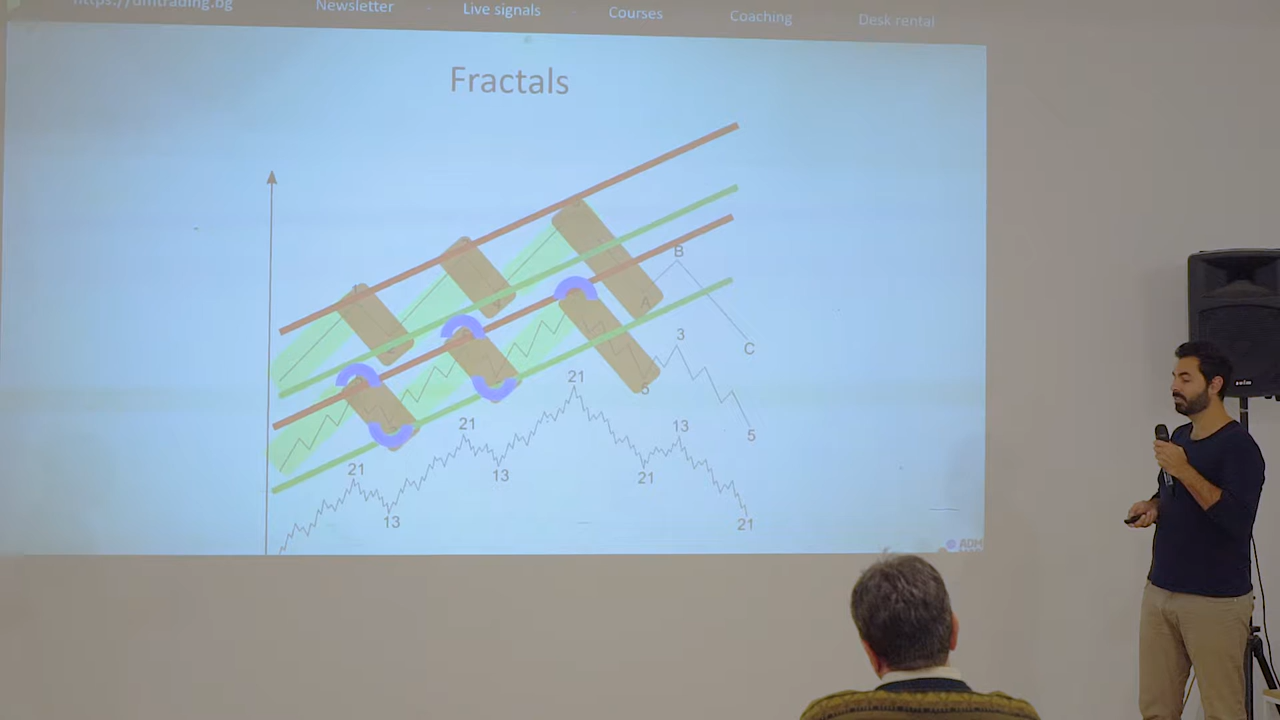 Newsletter
Live signals
Courses
Coaching
Desk rental
Fractals
B
A
C
3
5
5
21
21
21
13
13
21
13
21
ADM